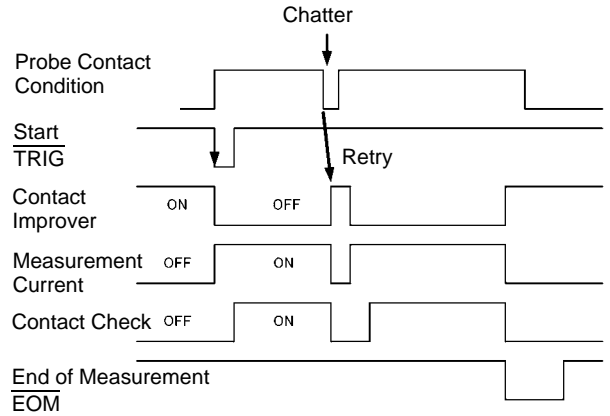 Chatter
Probe Contact
Condition
Start
TRIG
Retry
Contact
Improver
ON OFF
Measurement
Current
OFF ON
Contact Check OFF ON
End of Measurement
EOM